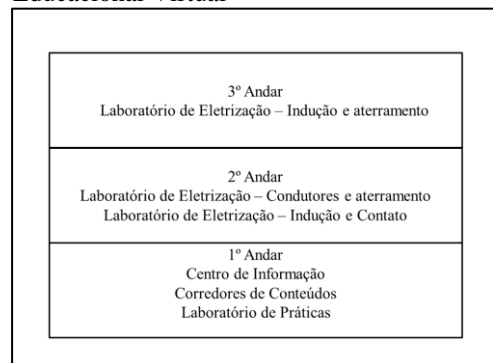 Educacional Virtual
3º Andar
Laboratório de Eletrização – Indução e aterramento
2º Andar
Laboratório de Eletrização – Condutores e aterramento
Laboratório de Eletrização – Indução e Contato
1º Andar
Centro de Informação
Corredores de Conteúdos
Laboratório de Práticas